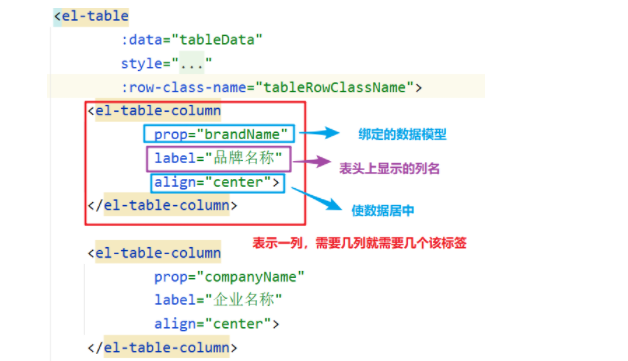 <el-table
:data="tableData"
style="..."
:row-class-name="tableRowClassName">
<el-table-column
prop="brandName" 绑定的数据模型
label="品牌名称" 表头上显示的列名
align="center">
</el-table-column> 使数据居中
表示一列，需要几列就需要几个该标签
<el-table-column
prop="companyName"
label="企业名称"
align="center">
</el-table-column>